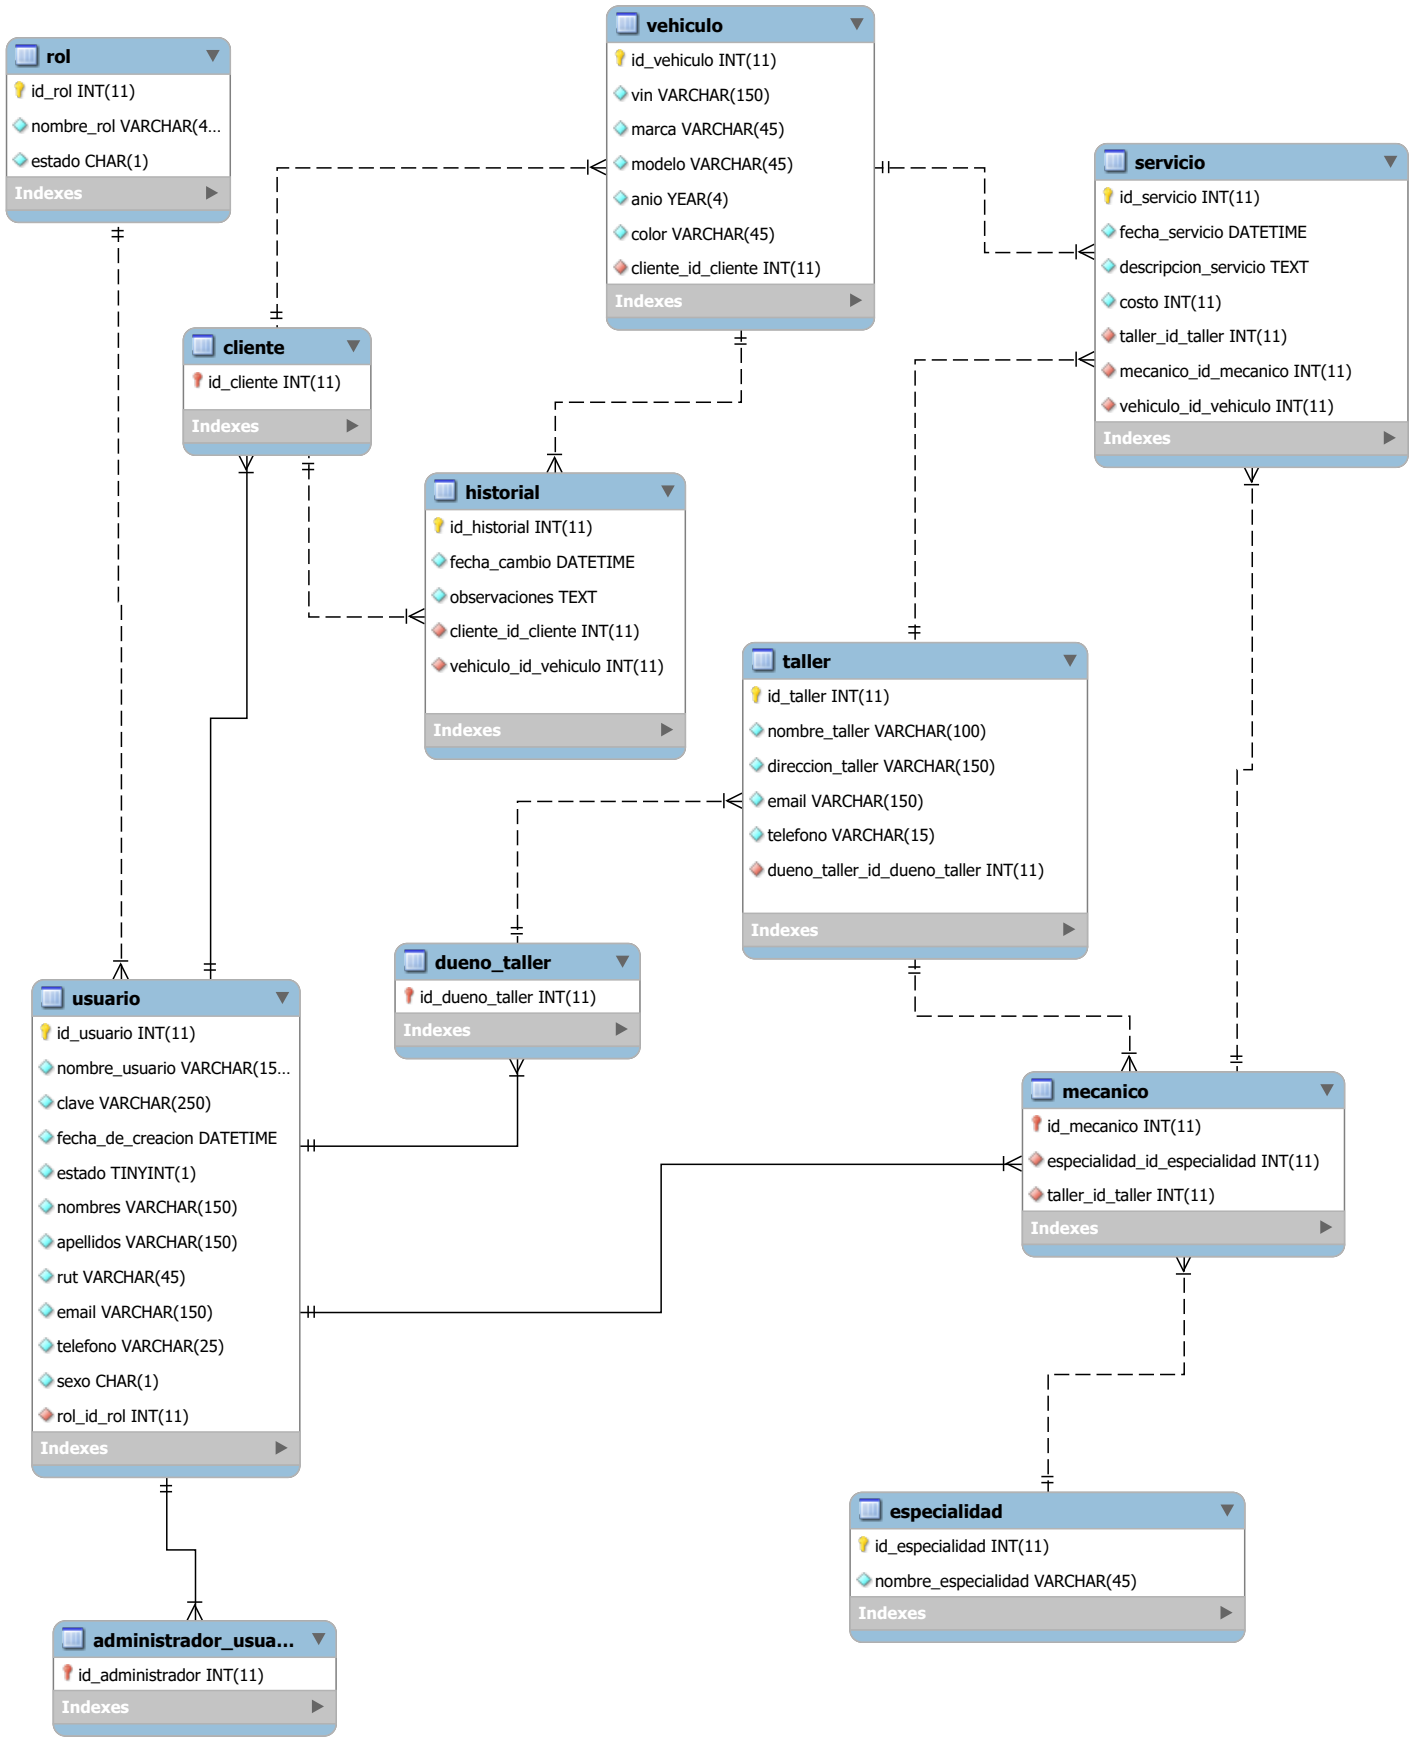 rol
id_rol INT(11)
nombre_rol VARCHAR(4...
estado CHAR(1)
Indexes
vehiculo
id_vehiculo INT(11)
vin VARCHAR(150)
marca VARCHAR(45)
modelo VARCHAR(45)
anio YEAR(4)
color VARCHAR(45)
cliente_id_cliente INT(11)
Indexes
servicio
id_servicio INT(11)
fecha_servicio DATETIME
descripcion_servicio TEXT
costo INT(11)
taller_id_taller INT(11)
mecanico_id_mecanico INT(11)
vehiculo_id_vehiculo INT(11)
Indexes
cliente
id_cliente INT(11)
Indexes
historial
id_historial INT(11)
fecha_cambio DATETIME
observaciones TEXT
cliente_id_cliente INT(11)
vehiculo_id_vehiculo INT(11)
Indexes
taller
id_taller INT(11)
nombre_taller VARCHAR(100)
direccion_taller VARCHAR(150)
email VARCHAR(150)
telefono VARCHAR(15)
dueno_taller_id_dueno_taller INT(11)
Indexes
dueno_taller
id_dueno_taller INT(11)
Indexes
usuario
id_usuario INT(11)
nombre_usuario VARCHAR(15...
clave VARCHAR(250)
fecha_de_creacion DATETIME
estado TINYINT(1)
nombres VARCHAR(150)
apellidos VARCHAR(150)
rut VARCHAR(45)
email VARCHAR(150)
telefono VARCHAR(25)
sexo CHAR(1)
rol_id_rol INT(11)
Indexes
mecanico
id_mecanico INT(11)
especialidad_id_especialidad INT(11)
taller_id_taller INT(11)
Indexes
especialidad
id_especialidad INT(11)
nombre_especialidad VARCHAR(45)
Indexes
administrador_usua...
id_administrador INT(11)
Indexes